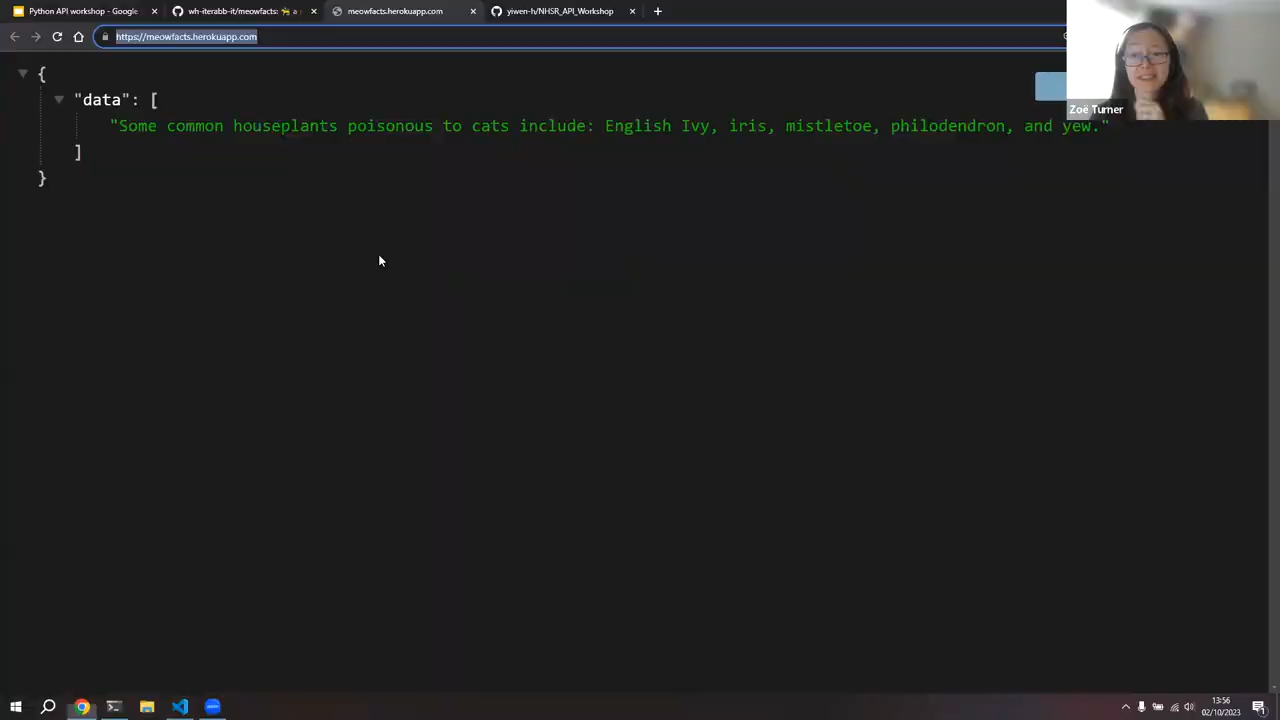 Python API workshop - Google
wh-iterabb-it/meowfacts:
meowfacts.herokuapp.com
yiwen-h/NHSR_API_Workshop
https://meowfacts.herokuapp.com
{
"data": [
"Some common houseplants poisonous to cats include: English Ivy, iris, mistletoe, philodendron, and yew."
]
}
Zoë Turner
13:56
02/10/2023